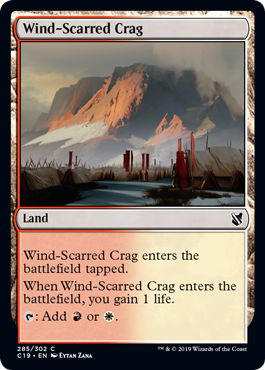 Wind-Scarred Crag
Land
Wind-Scarred Crag enters the
battlefield tapped.
When Wind-Scarred Crag enters the
battlefield, you gain 1 life.
: Add or .
285/302 C
C19 • EN Eytan Zana
™ & © 2019 Wizards of the Coast